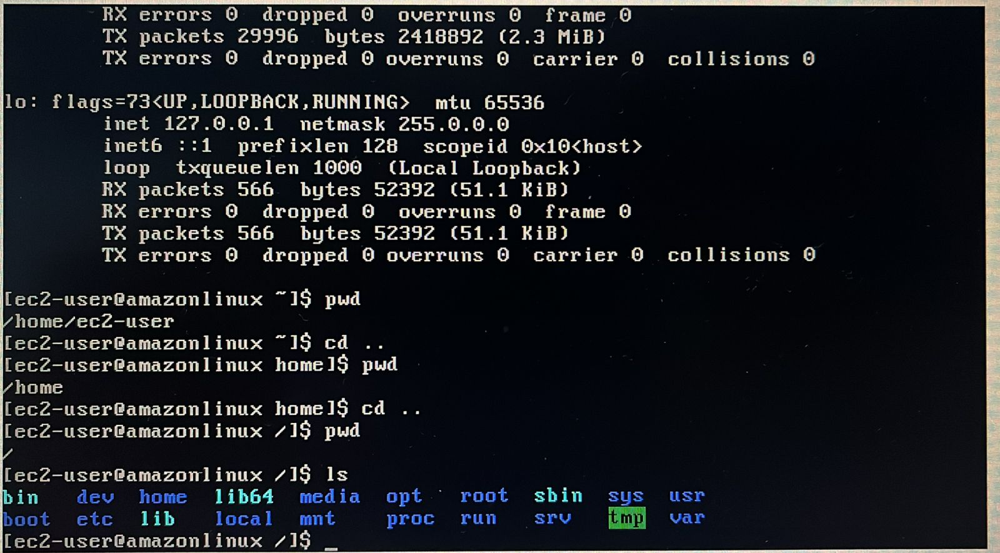 RX errors 0  dropped 0  overruns 0  frame 0
TX packets 29996  bytes 2418892 (2.3 MiB)
TX errors 0  dropped 0 overruns 0  carrier 0  collisions 0
lo: flags=73<UP,LOOPBACK,RUNNING>  mtu 65536
inet 127.0.0.1  netmask 255.0.0.0
inet6 ::1  prefixlen 128  scopeid 0x10<host>
loop  txqueuelen 1000  (Local Loopback)
RX packets 566  bytes 52392 (51.1 KiB)
RX errors 0  dropped 0  overruns 0  frame 0
TX packets 566  bytes 52392 (51.1 KiB)
TX errors 0  dropped 0 overruns 0  carrier 0  collisions 0
[ec2-user@amazonlinux ~]$ pwd
/home/ec2-user
[ec2-user@amazonlinux ~]$ cd ..
[ec2-user@amazonlinux home]$ pwd
/home
[ec2-user@amazonlinux home]$ cd ..
[ec2-user@amazonlinux /]$ pwd
/
[ec2-user@amazonlinux /]$ ls
bin   dev  home  lib64  media  opt   root  sbin  sys  usr
boot  etc  lib   local  mnt    proc  run   srv   tmp  var
[ec2-user@amazonlinux /]$ _